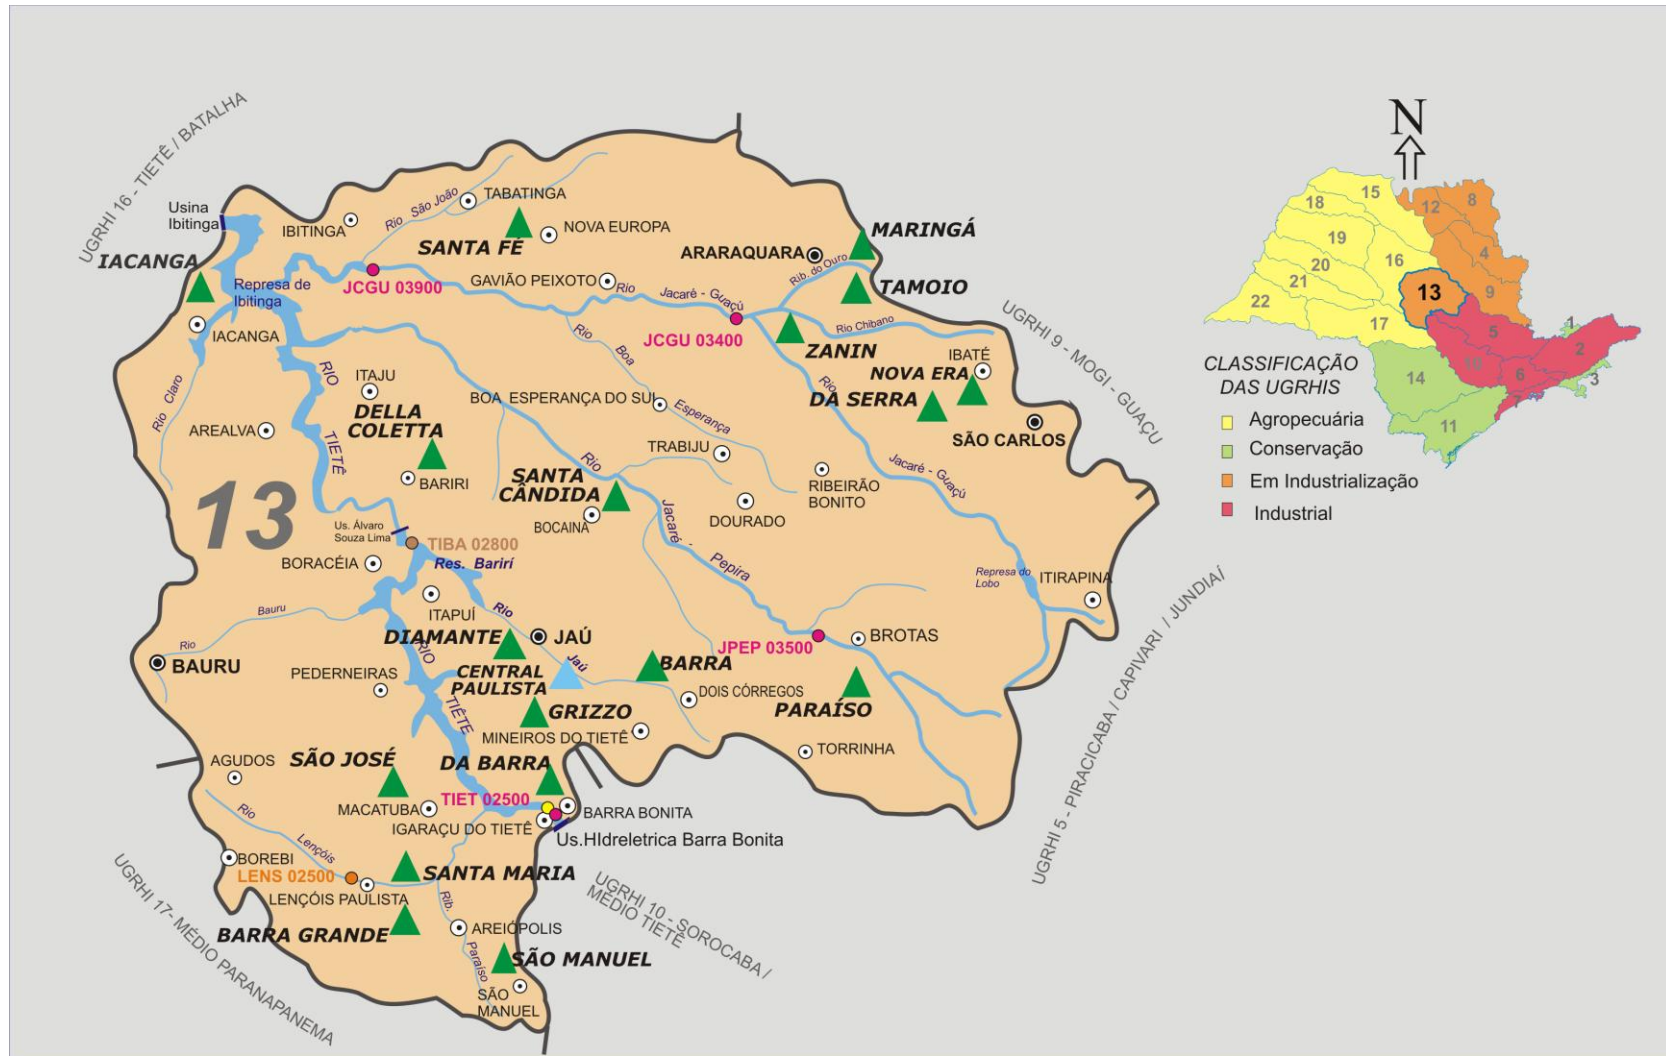 UGRHI 16 - TIETÊ / BATALHA
Usina
Ibitinga
IBITINGA
Rio São João
TABATINGA
NOVA EUROPA
SANTA FÉ
IACANGA
Represa de
Ibitinga
JCGU 03900
GAVIÃO PEIXOTO
Rio
Jacaré - Guaçú
ARARAQUARA
Rib. do Ouro
MARINGÁ
TAMOIO
JCGU 03400
ZANIN
Rio Chibano
IBATÉ
NOVA ERA
DA SERRA
SÃO CARLOS
UGRHI 9 - MOGI - GUAÇU
IACANGA
Rio Claro
RIO
TIETÊ
ITAJU
DELLA
COLETTA
AREALVA
BARIRI
BOA ESPERANÇA DO SUL
Rio
Boa
Esperança
TRABIJU
Rio
SANTA
CÂNDIDA
BOCAINA
DOURADO
RIBEIRÃO
BONITO
Rio
Jacaré - Guaçú
13
Us. Álvaro
Souza Lima
TIBA 02800
Res. Barirí
BORACÉIA
Jacaré -
Pepira
Represa do
Lobo
ITIRAPINA
ITAPUÍ
Rio
Bauru
Rio
BAURU
DIAMANTE
JAÚ
Jaú
RIO
TIÊTE
PEDERNEIRAS
CENTRAL
PAULISTA
BARRA
JPEP 03500
BROTAS
DOIS CÓRREGOS
PARAÍSO
GRIZZO
MINEIROS DO TIETÊ
TORRINHA
AGUDOS
SÃO JOSÉ
DA BARRA
TIET 02500
MACATUBA
BARRA BONITA
IGARAÇU DO TIETÊ
Us.HIdreletrica Barra Bonita
Rio
Lençóis
BOREBI
LENS 02500
LENÇÓIS PAULISTA
SANTA MARIA
BARRA GRANDE
Rib.
Paraíso
AREIÓPOLIS
SÃO MANUEL
SÃO
MANUEL
UGRHI 17- MÉDIO PARANAPANEMA
UGRHI 10 - SOROCABA /
MÉDIO TIETÊ
UGRHI 5 - PIRACICABA / CAPIVARI / JUNDIAÍ
N
15
18
12
8
19
16
4
20
21
13
9
22
17
5
1
2
10
6
3
14
7
11
CLASSIFICAÇÃO
DAS UGRHIS
Agropecuária
Conservação
Em Industrialização
Industrial